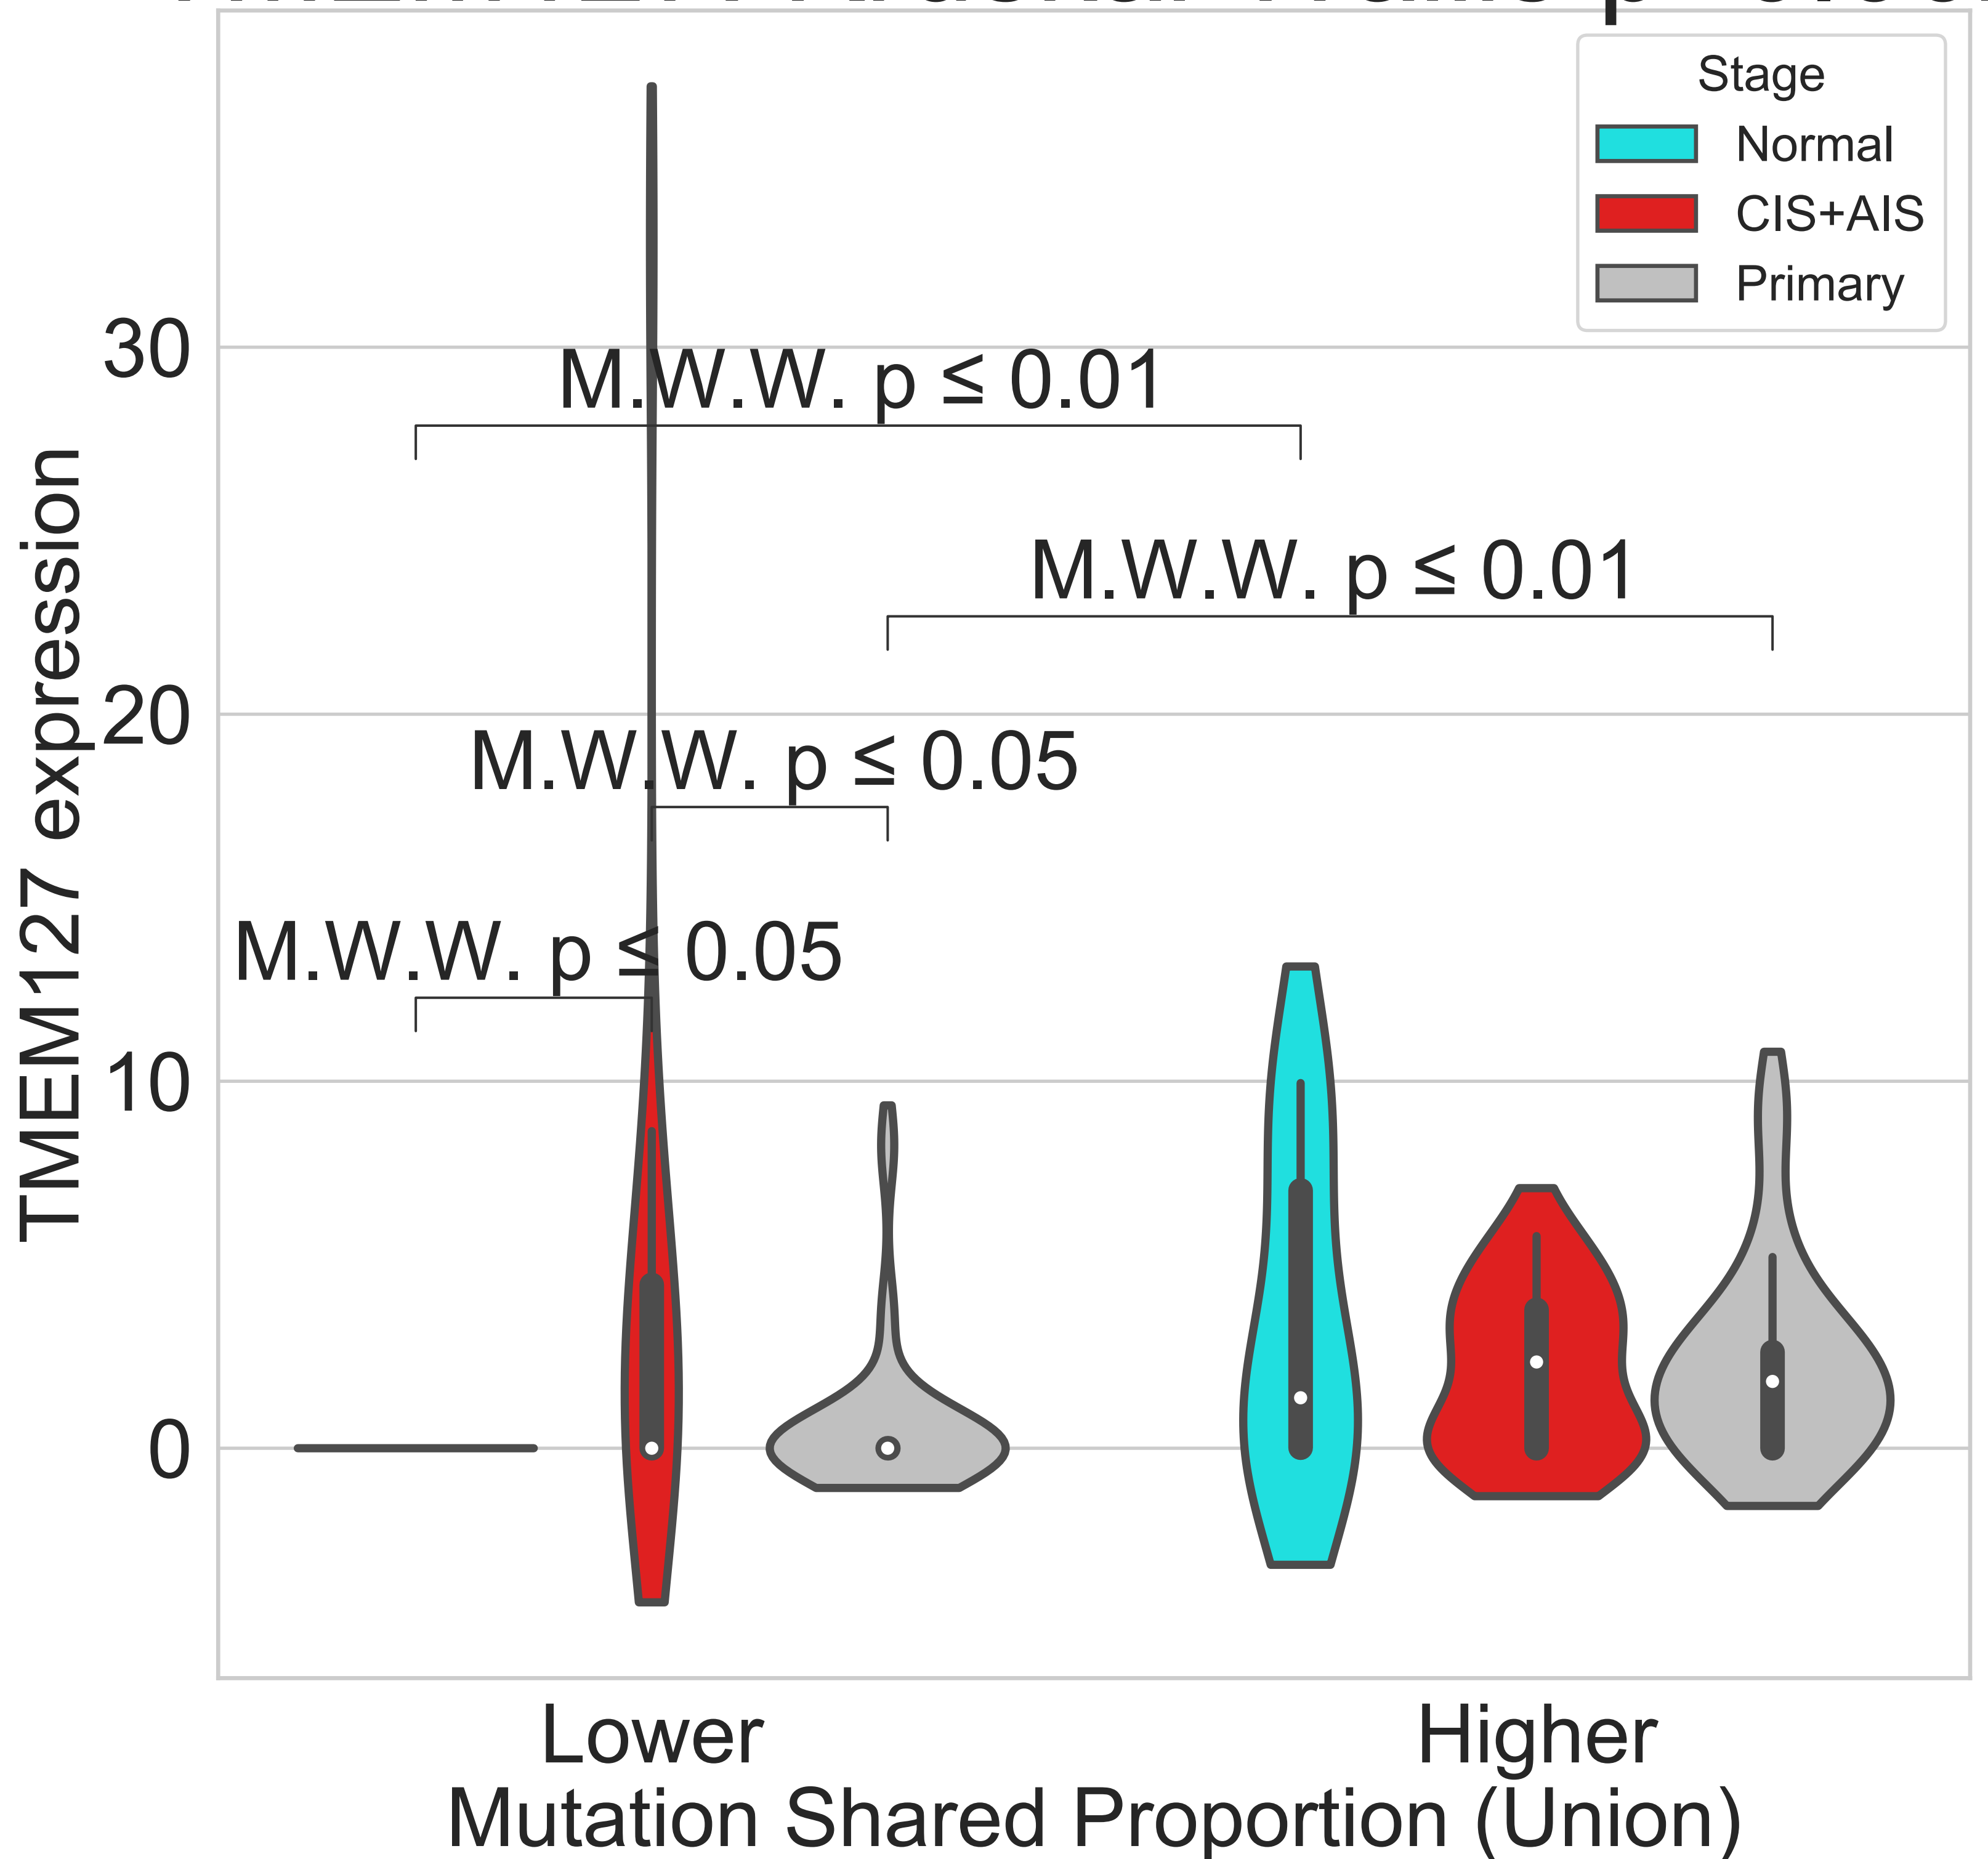 Stage
Normal
CIS+AIS
Primary
30
M.W.W. p ≤ 0.01
M.W.W. p ≤ 0.01
20
M.W.W. p ≤ 0.05
M.W.W. p ≤ 0.05
10
0
TMEM127 expression
Lower
Higher
Mutation Shared Proportion (Union)